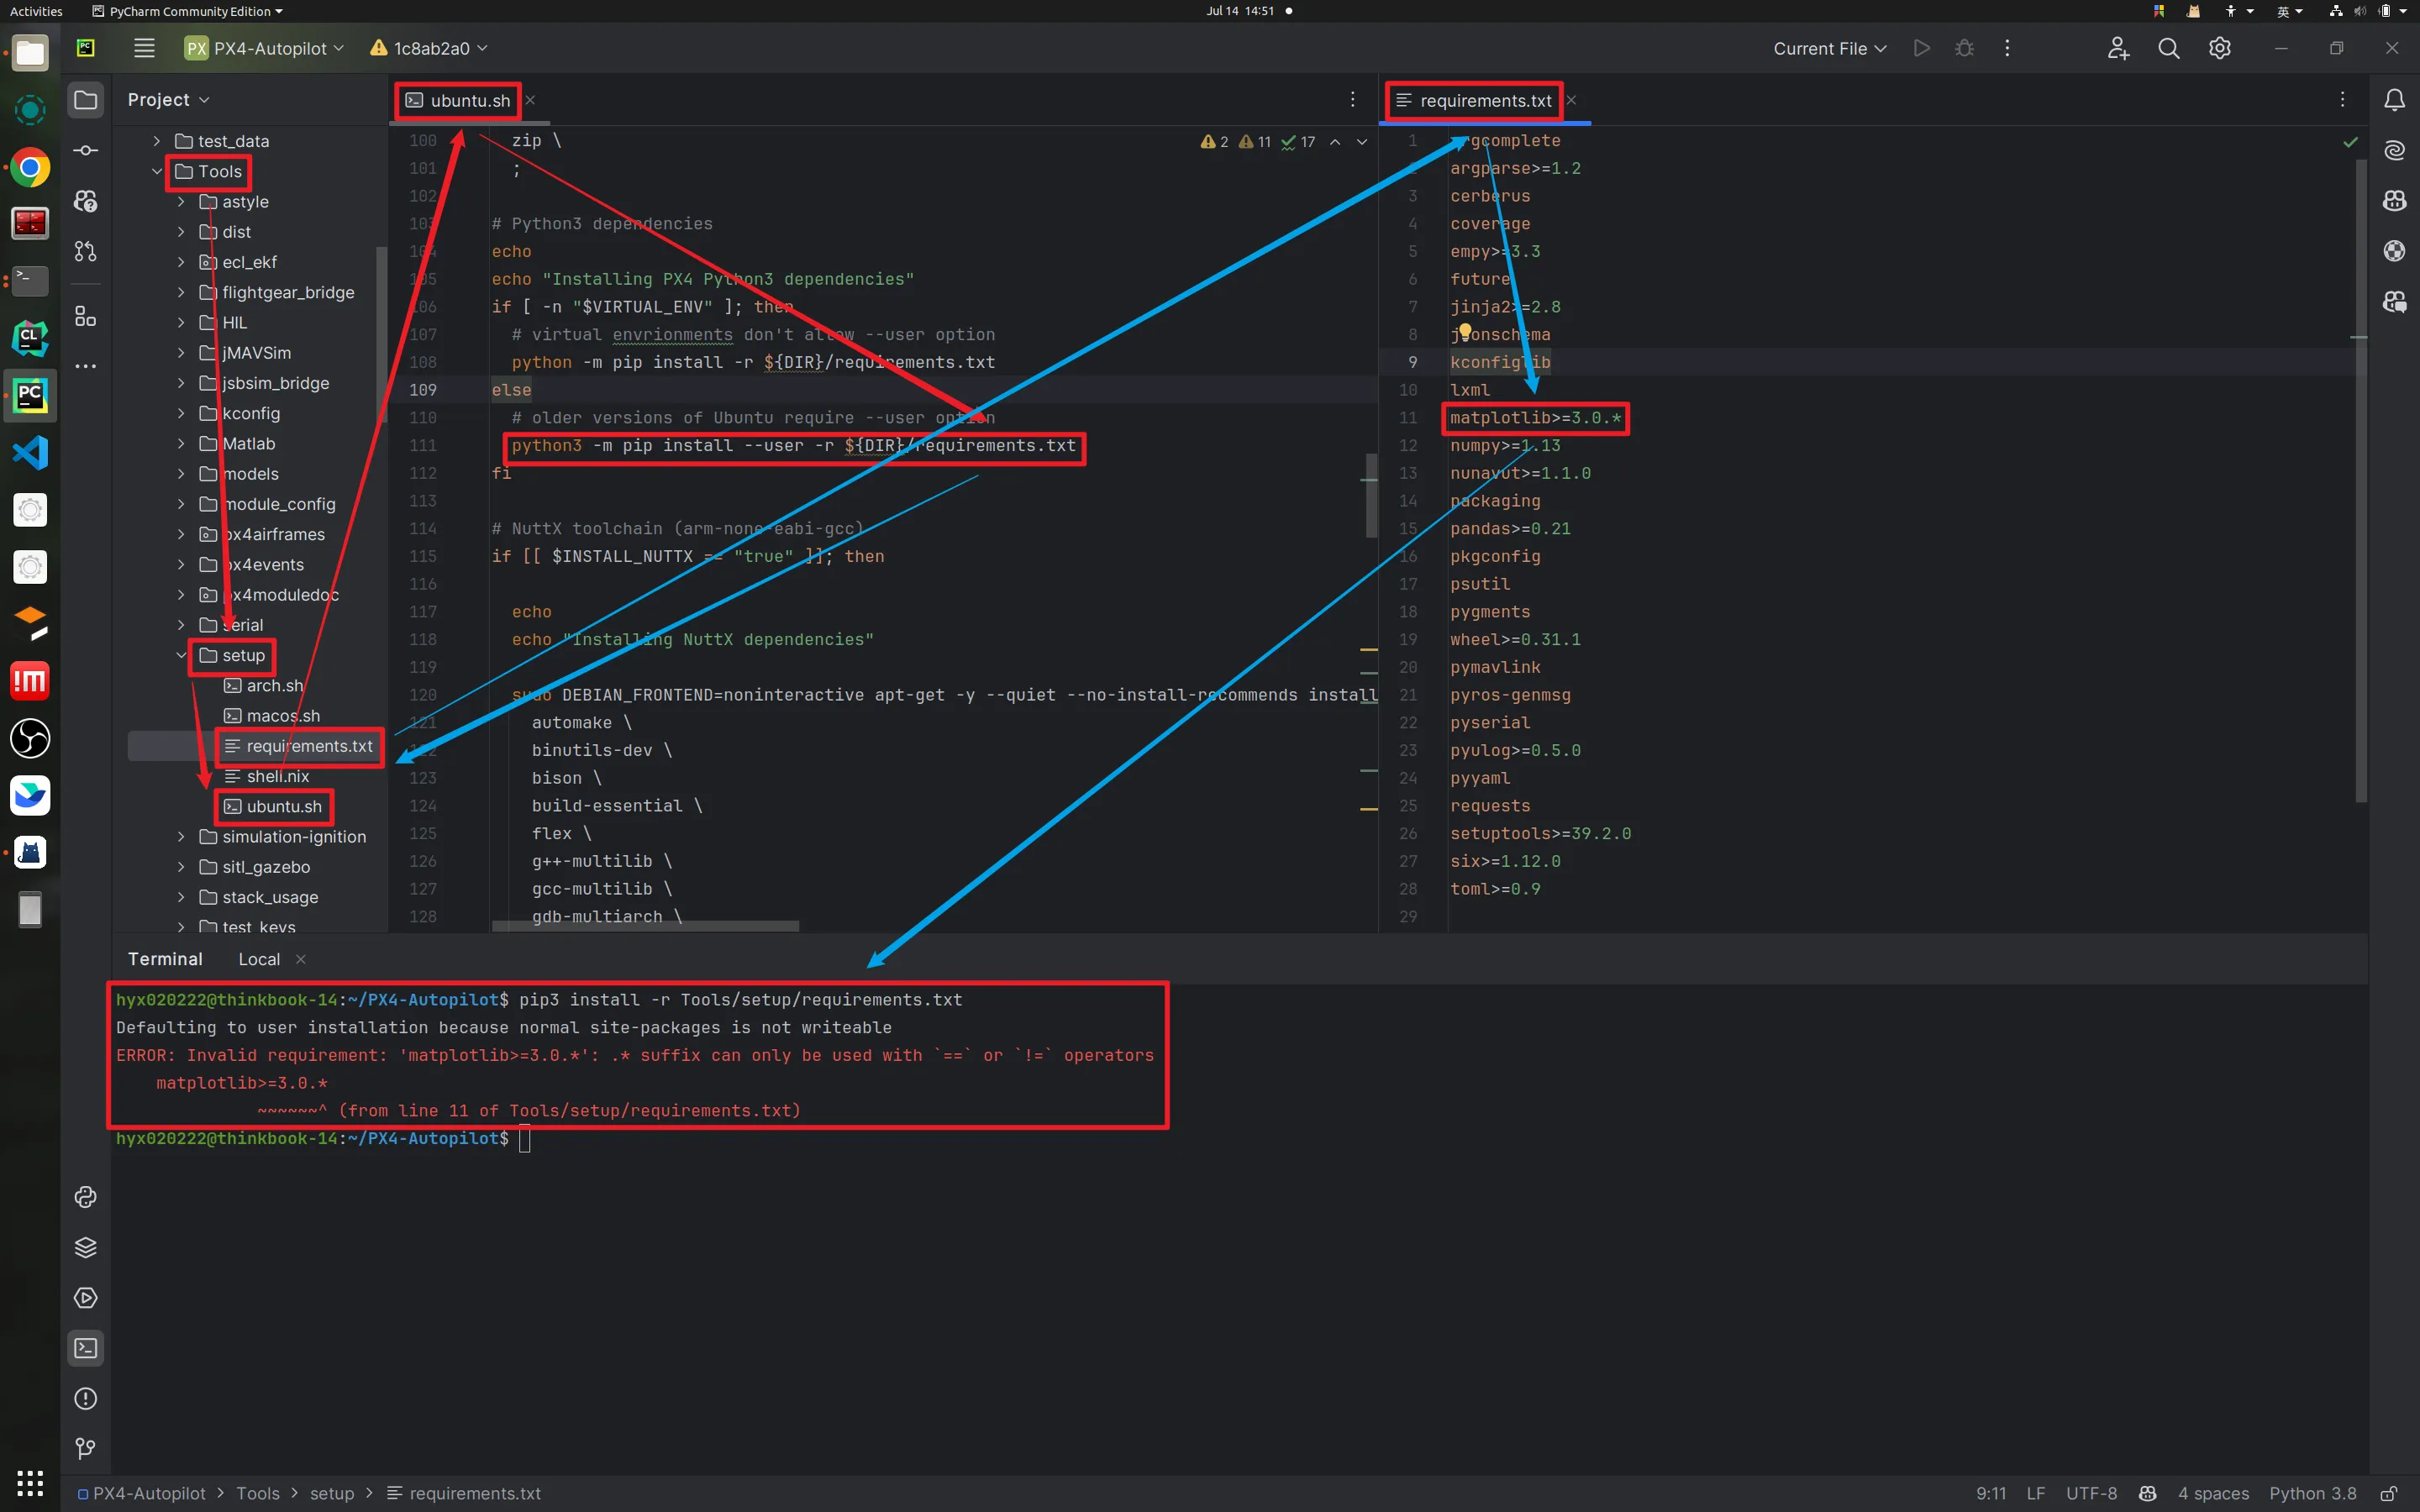 Activities
PyCharm Community Edition
Jul 14 14:51
英
PX PX4-Autopilot
1c8ab2a0
Current File
Project
test_data
Tools
astyle
dist
ecl_ekf
flightgear_bridge
HIL
jMAVSim
jsbsim_bridge
kconfig
Matlab
models
module_config
px4airframes
px4events
px4moduledoc
serial
setup
arch.sh
macos.sh
requirements.txt
shell.nix
ubuntu.sh
simulation-ignition
sitl_gazebo
stack_usage
test_keys
ubuntu.sh
2 11 17
100 zip \
101 ;
102
103 # Python3 dependencies
104 echo
105 echo "Installing PX4 Python3 dependencies"
106 if [ -n "$VIRTUAL_ENV" ]; then
107 # virtual envrionments don't allow --user option
108 python -m pip install -r ${DIR}/requirements.txt
109 else
110 # older versions of Ubuntu require --user option
111 python3 -m pip install --user -r ${DIR}/requirements.txt
112 fi
113
114 # NuttX toolchain (arm-none-eabi-gcc)
115 if [[ $INSTALL_NUTTX == "true" ]]; then
116
117 echo
118 echo "Installing NuttX dependencies"
119
120 sudo DEBIAN_FRONTEND=noninteractive apt-get -y --quiet --no-install-recommends install
121 automake \
122 binutils-dev \
123 bison \
124 build-essential \
125 flex \
126 g++-multilib \
127 gcc-multilib \
128 gdb-multiarch \
requirements.txt
1 argcomplete
2 argparse>=1.2
3 cerberus
4 coverage
5 empy>=3.3
6 future
7 jinja2>=2.8
8 jsonschema
9 kconfiglib
10 lxml
11 matplotlib>=3.0.*
12 numpy>=1.13
13 nunavut>=1.1.0
14 packaging
15 pandas>=0.21
16 pkgconfig
17 psutil
18 pygments
19 wheel>=0.31.1
20 pymavlink
21 pyros-genmsg
22 pyserial
23 pyulog>=0.5.0
24 pyyaml
25 requests
26 setuptools>=39.2.0
27 six>=1.12.0
28 toml>=0.9
29
Terminal Local
hyx020222@thinkbook-14:~/PX4-Autopilot$ pip3 install -r Tools/setup/requirements.txt
Defaulting to user installation because normal site-packages is not writeable
ERROR: Invalid requirement: 'matplotlib>=3.0.*': .* suffix can only be used with `==` or `!=` operators
matplotlib>=3.0.*
~~~~~~^ (from line 11 of Tools/setup/requirements.txt)
hyx020222@thinkbook-14:~/PX4-Autopilot$
PX4-Autopilot > Tools > setup > requirements.txt
9:11 LF UTF-8 4 spaces Python 3.8